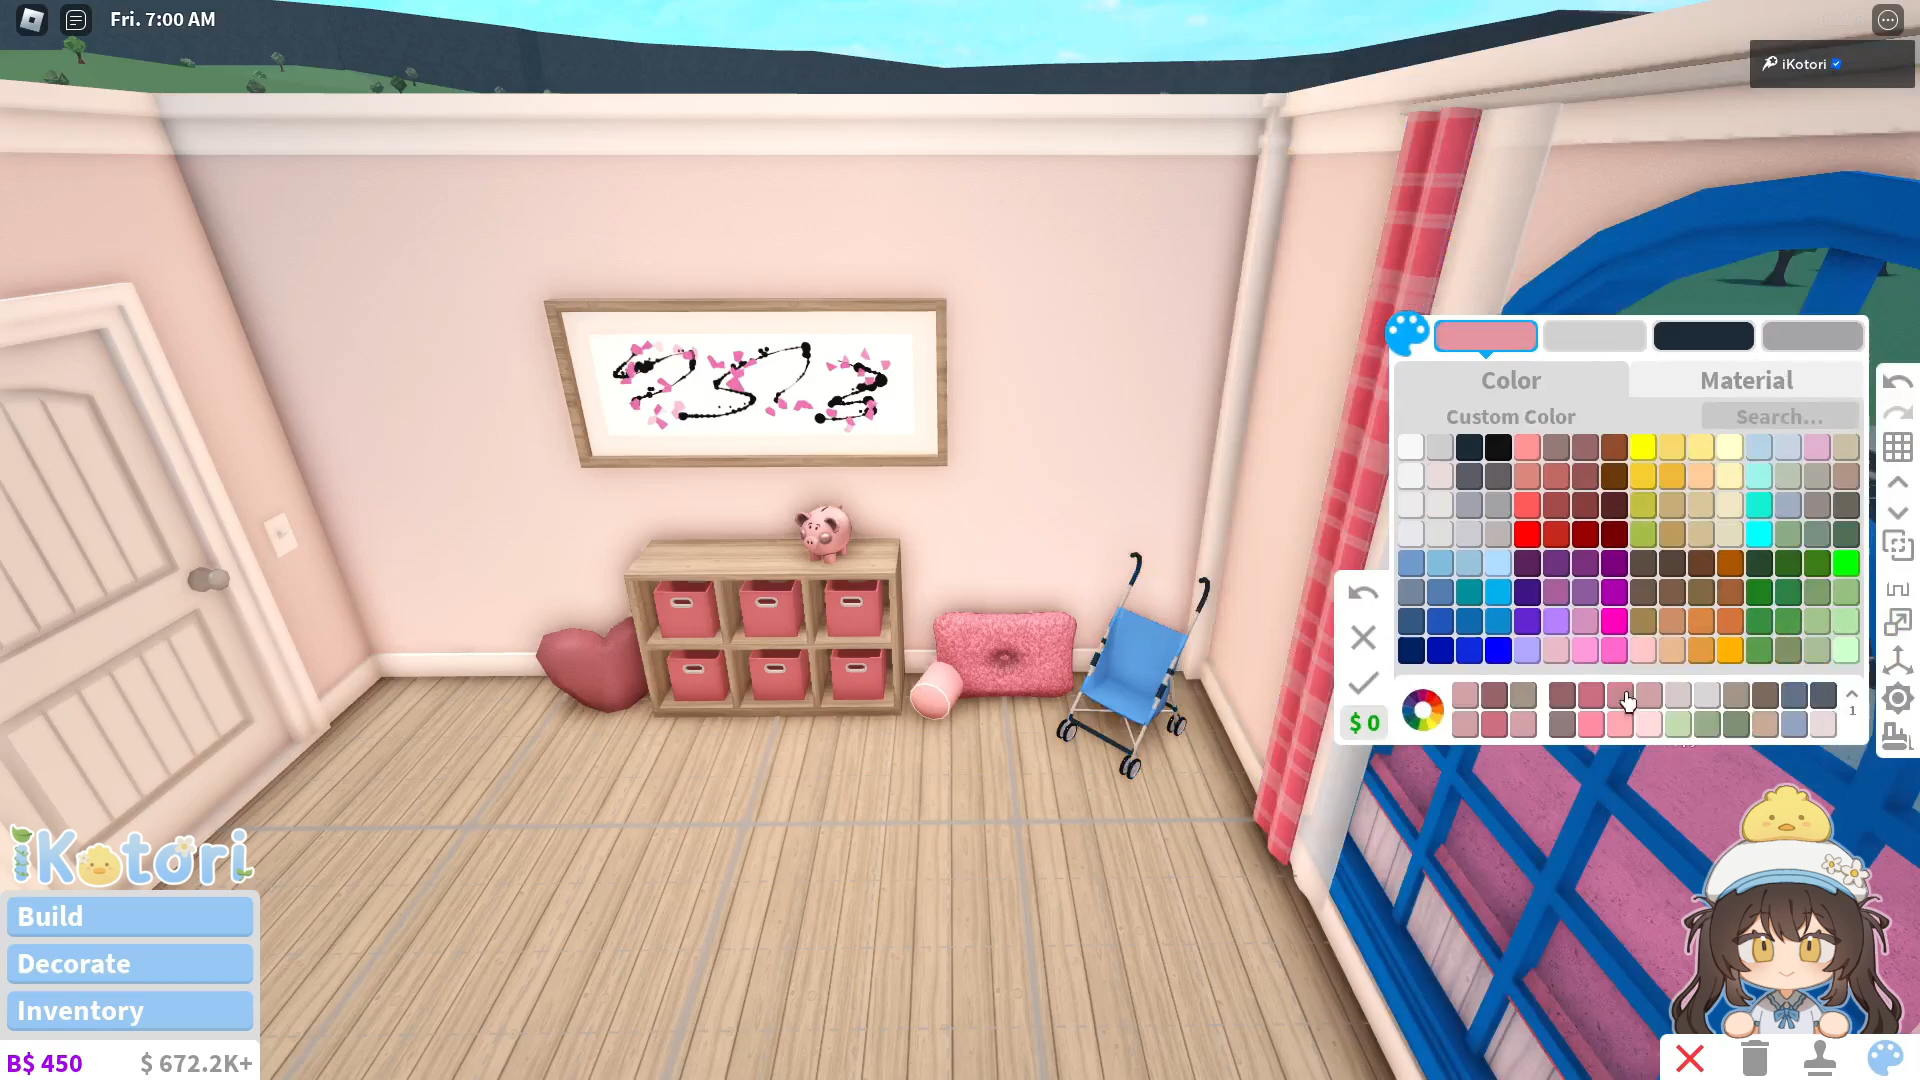 Fri. 7:00 AM
iKotori
Color
Material
Custom Color
Search...
$ 0
1
iKotori
Build
Decorate
Inventory
B$ 450
$ 672.2K+